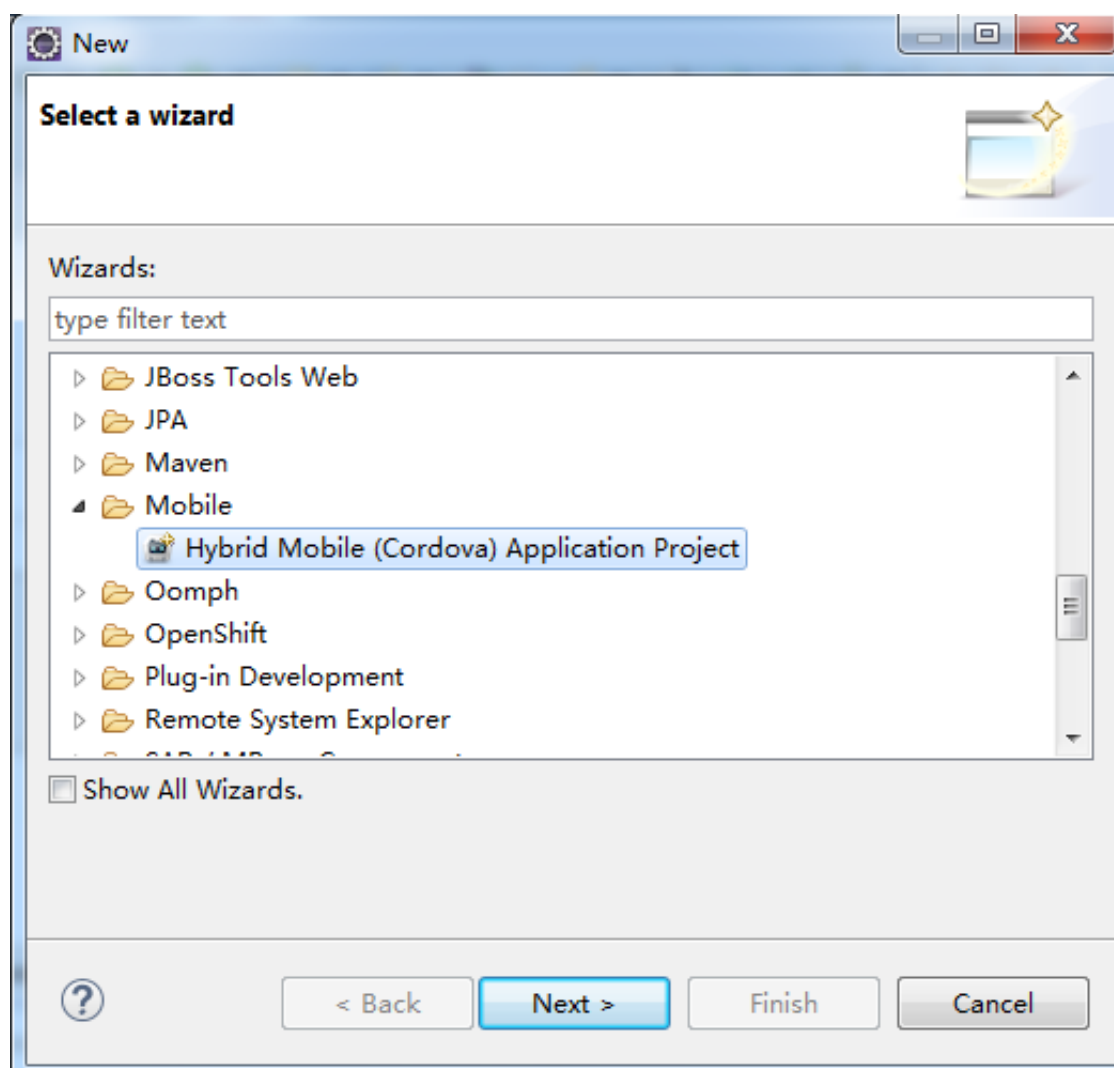 New
Select a wizard
Wizards:
type filter text
JBoss Tools Web
JPA
Maven
Mobile
Hybrid Mobile (Cordova) Application Project
Oomph
OpenShift
Plug-in Development
Remote System Explorer
Show All Wizards.
< Back
Next >
Finish
Cancel